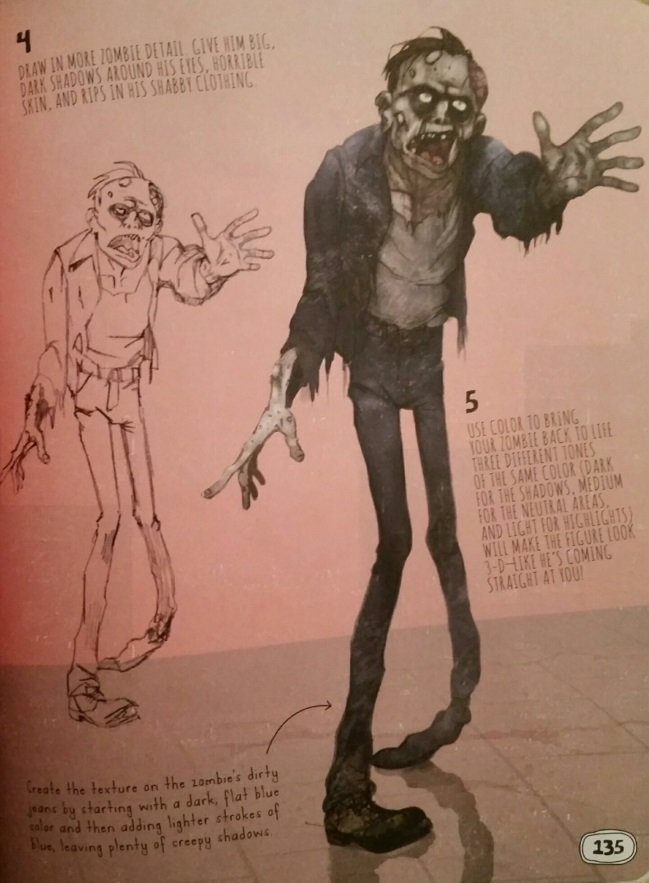 4
DRAW IN MORE ZOMBIE DETAIL. GIVE HIM BIG,
DARK SHADOWS AROUND HIS EYES, HORRIBLE
SKIN, AND RIPS IN HIS SHABBY CLOTHING.
5
USE COLOR TO BRING
YOUR ZOMBIE BACK TO LIFE
THREE DIFFERENT TONES
OF THE SAME COLOR (DARK
FOR THE SHADOWS, MEDIUM
FOR THE NEUTRAL AREAS,
AND LIGHT FOR HIGHLIGHTS)
WILL MAKE THE FIGURE LOOK
3-D—LIKE HE'S COMING
STRAIGHT AT YOU!
Create the texture on the zombie's dirty
jeans by starting with a dark, flat blue
color and then adding lighter strokes of
blue, leaving plenty of creepy shadows.
135